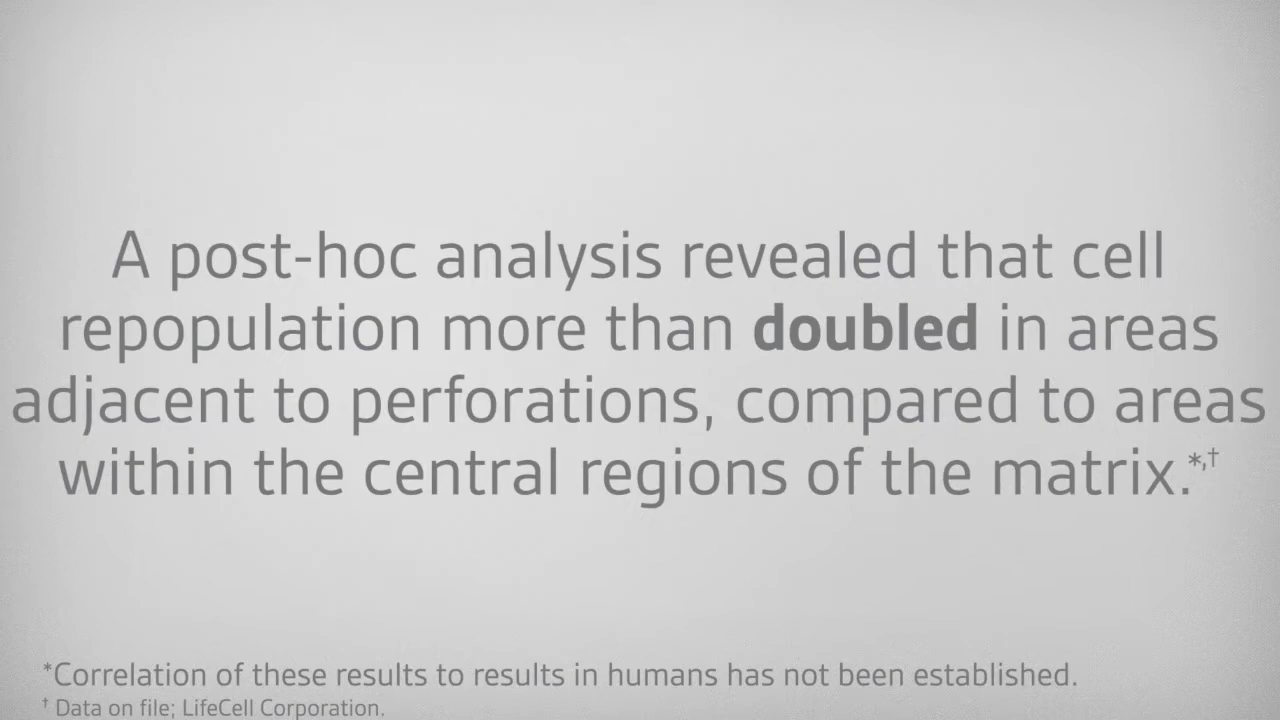 A post-hoc analysis revealed that cell
repopulation more than doubled in areas
adjacent to perforations, compared to areas
within the central regions of the matrix.*,†
*Correlation of these results to results in humans has not been established.
† Data on file; LifeCell Corporation.